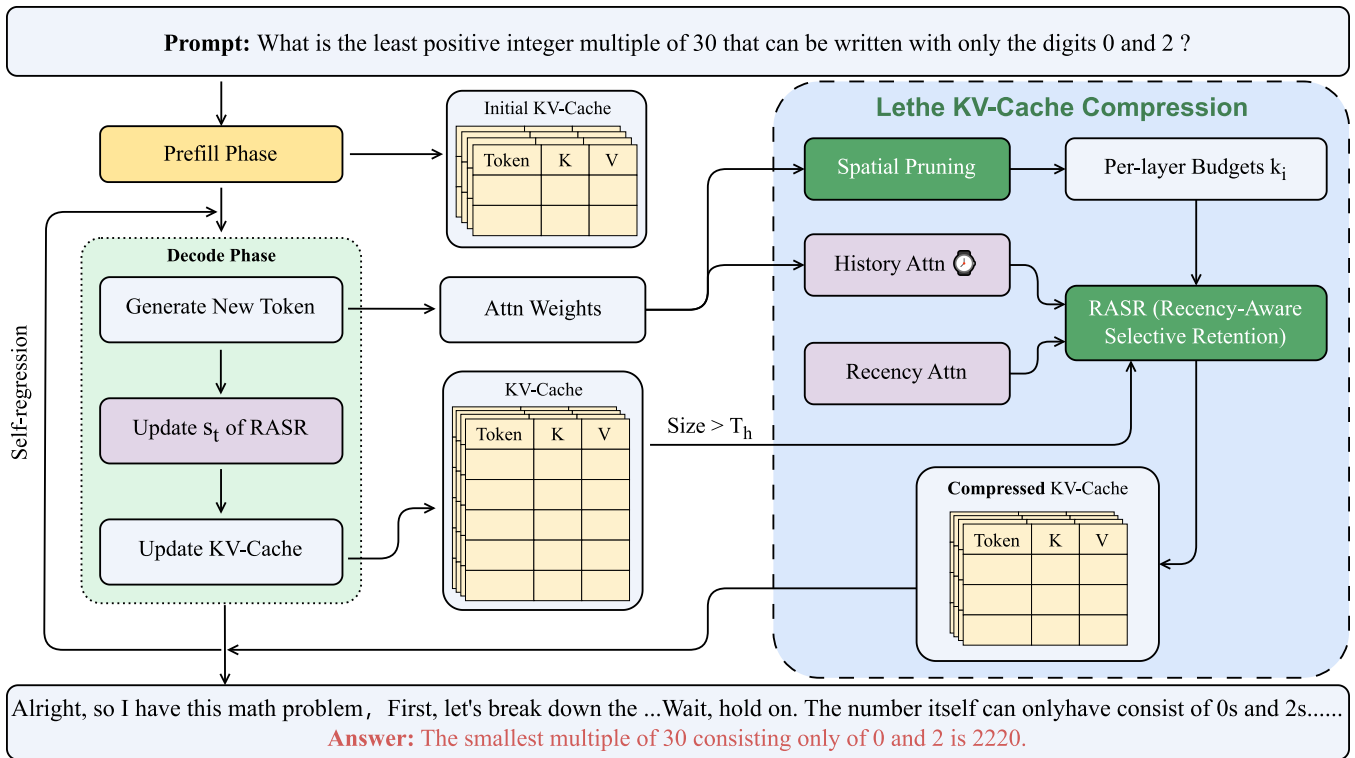 Prompt: What is the least positive integer multiple of 30 that can be written with only the digits 0 and 2 ?
Prefill Phase
Initial KV-Cache
Token K V
Lethe KV-Cache Compression
Spatial Pruning
Per-layer Budgets kᵢ
Self-regression
Decode Phase
Generate New Token
Attn Weights
History Attn
RASR (Recency-Aware
Selective Retention)
Recency Attn
Update sₜ of RASR
KV-Cache
Token K V
Size > Tₕ
Update KV-Cache
Compressed KV-Cache
Token K V
Alright, so I have this math problem，First, let's break down the ...Wait, hold on. The number itself can onlyhave consist of 0s and 2s......
Answer: The smallest multiple of 30 consisting only of 0 and 2 is 2220.